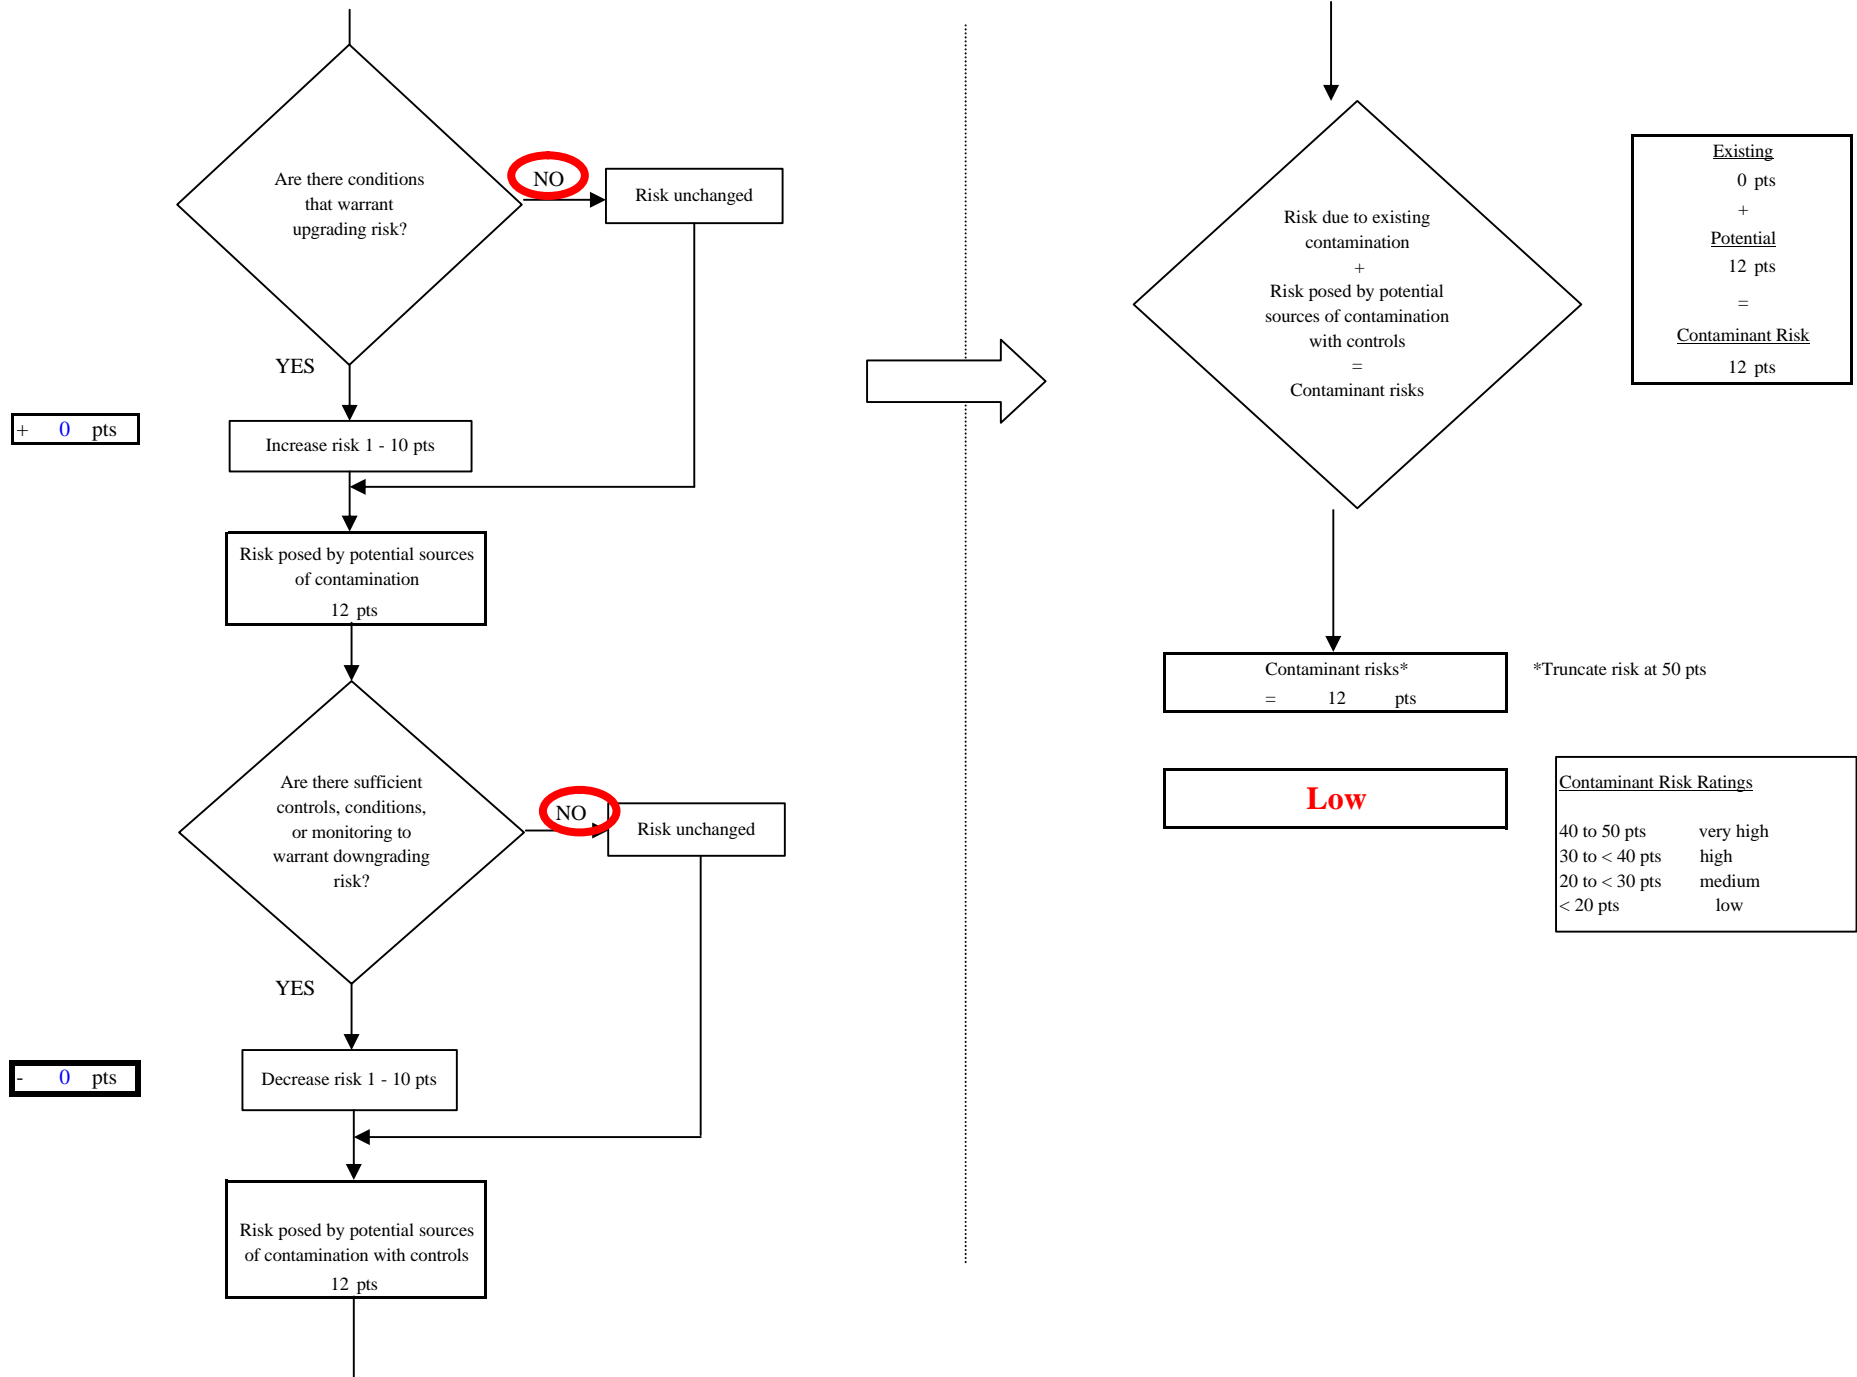 Are there conditions
that warrant
upgrading risk?
NO
Risk unchanged
YES
+ 0 pts
Increase risk 1 - 10 pts
Risk posed by potential sources
of contamination
12 pts
Are there sufficient
controls, conditions,
or monitoring to
warrant downgrading
risk?
NO
Risk unchanged
YES
- 0 pts
Decrease risk 1 - 10 pts
Risk posed by potential sources
of contamination with controls
12 pts
Risk due to existing
contamination
+
Risk posed by potential
sources of contamination
with controls
=
Contaminant risks
Existing
0 pts
+
Potential
12 pts
=
Contaminant Risk
12 pts
Contaminant risks*
= 12 pts
*Truncate risk at 50 pts
Low
Contaminant Risk Ratings
40 to 50 pts very high
30 to < 40 pts high
20 to < 30 pts medium
< 20 pts low